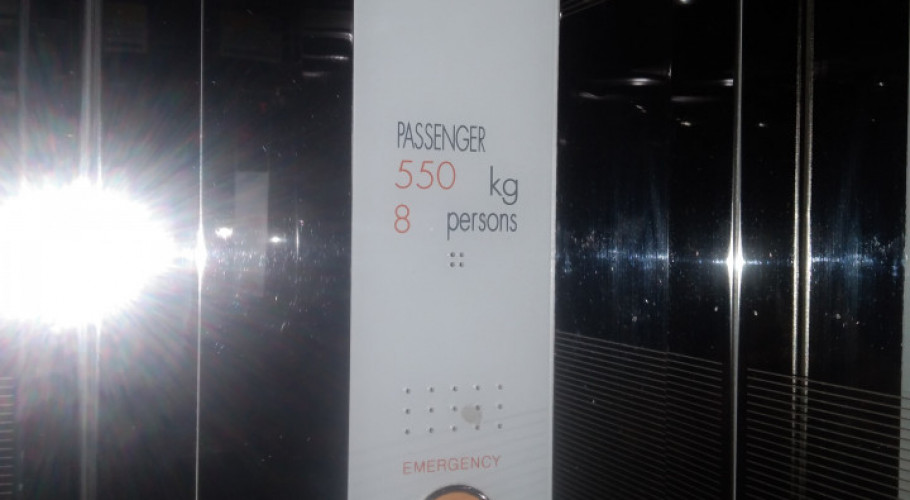 PASSENGER
550 kg
8 persons
EMERGENCY